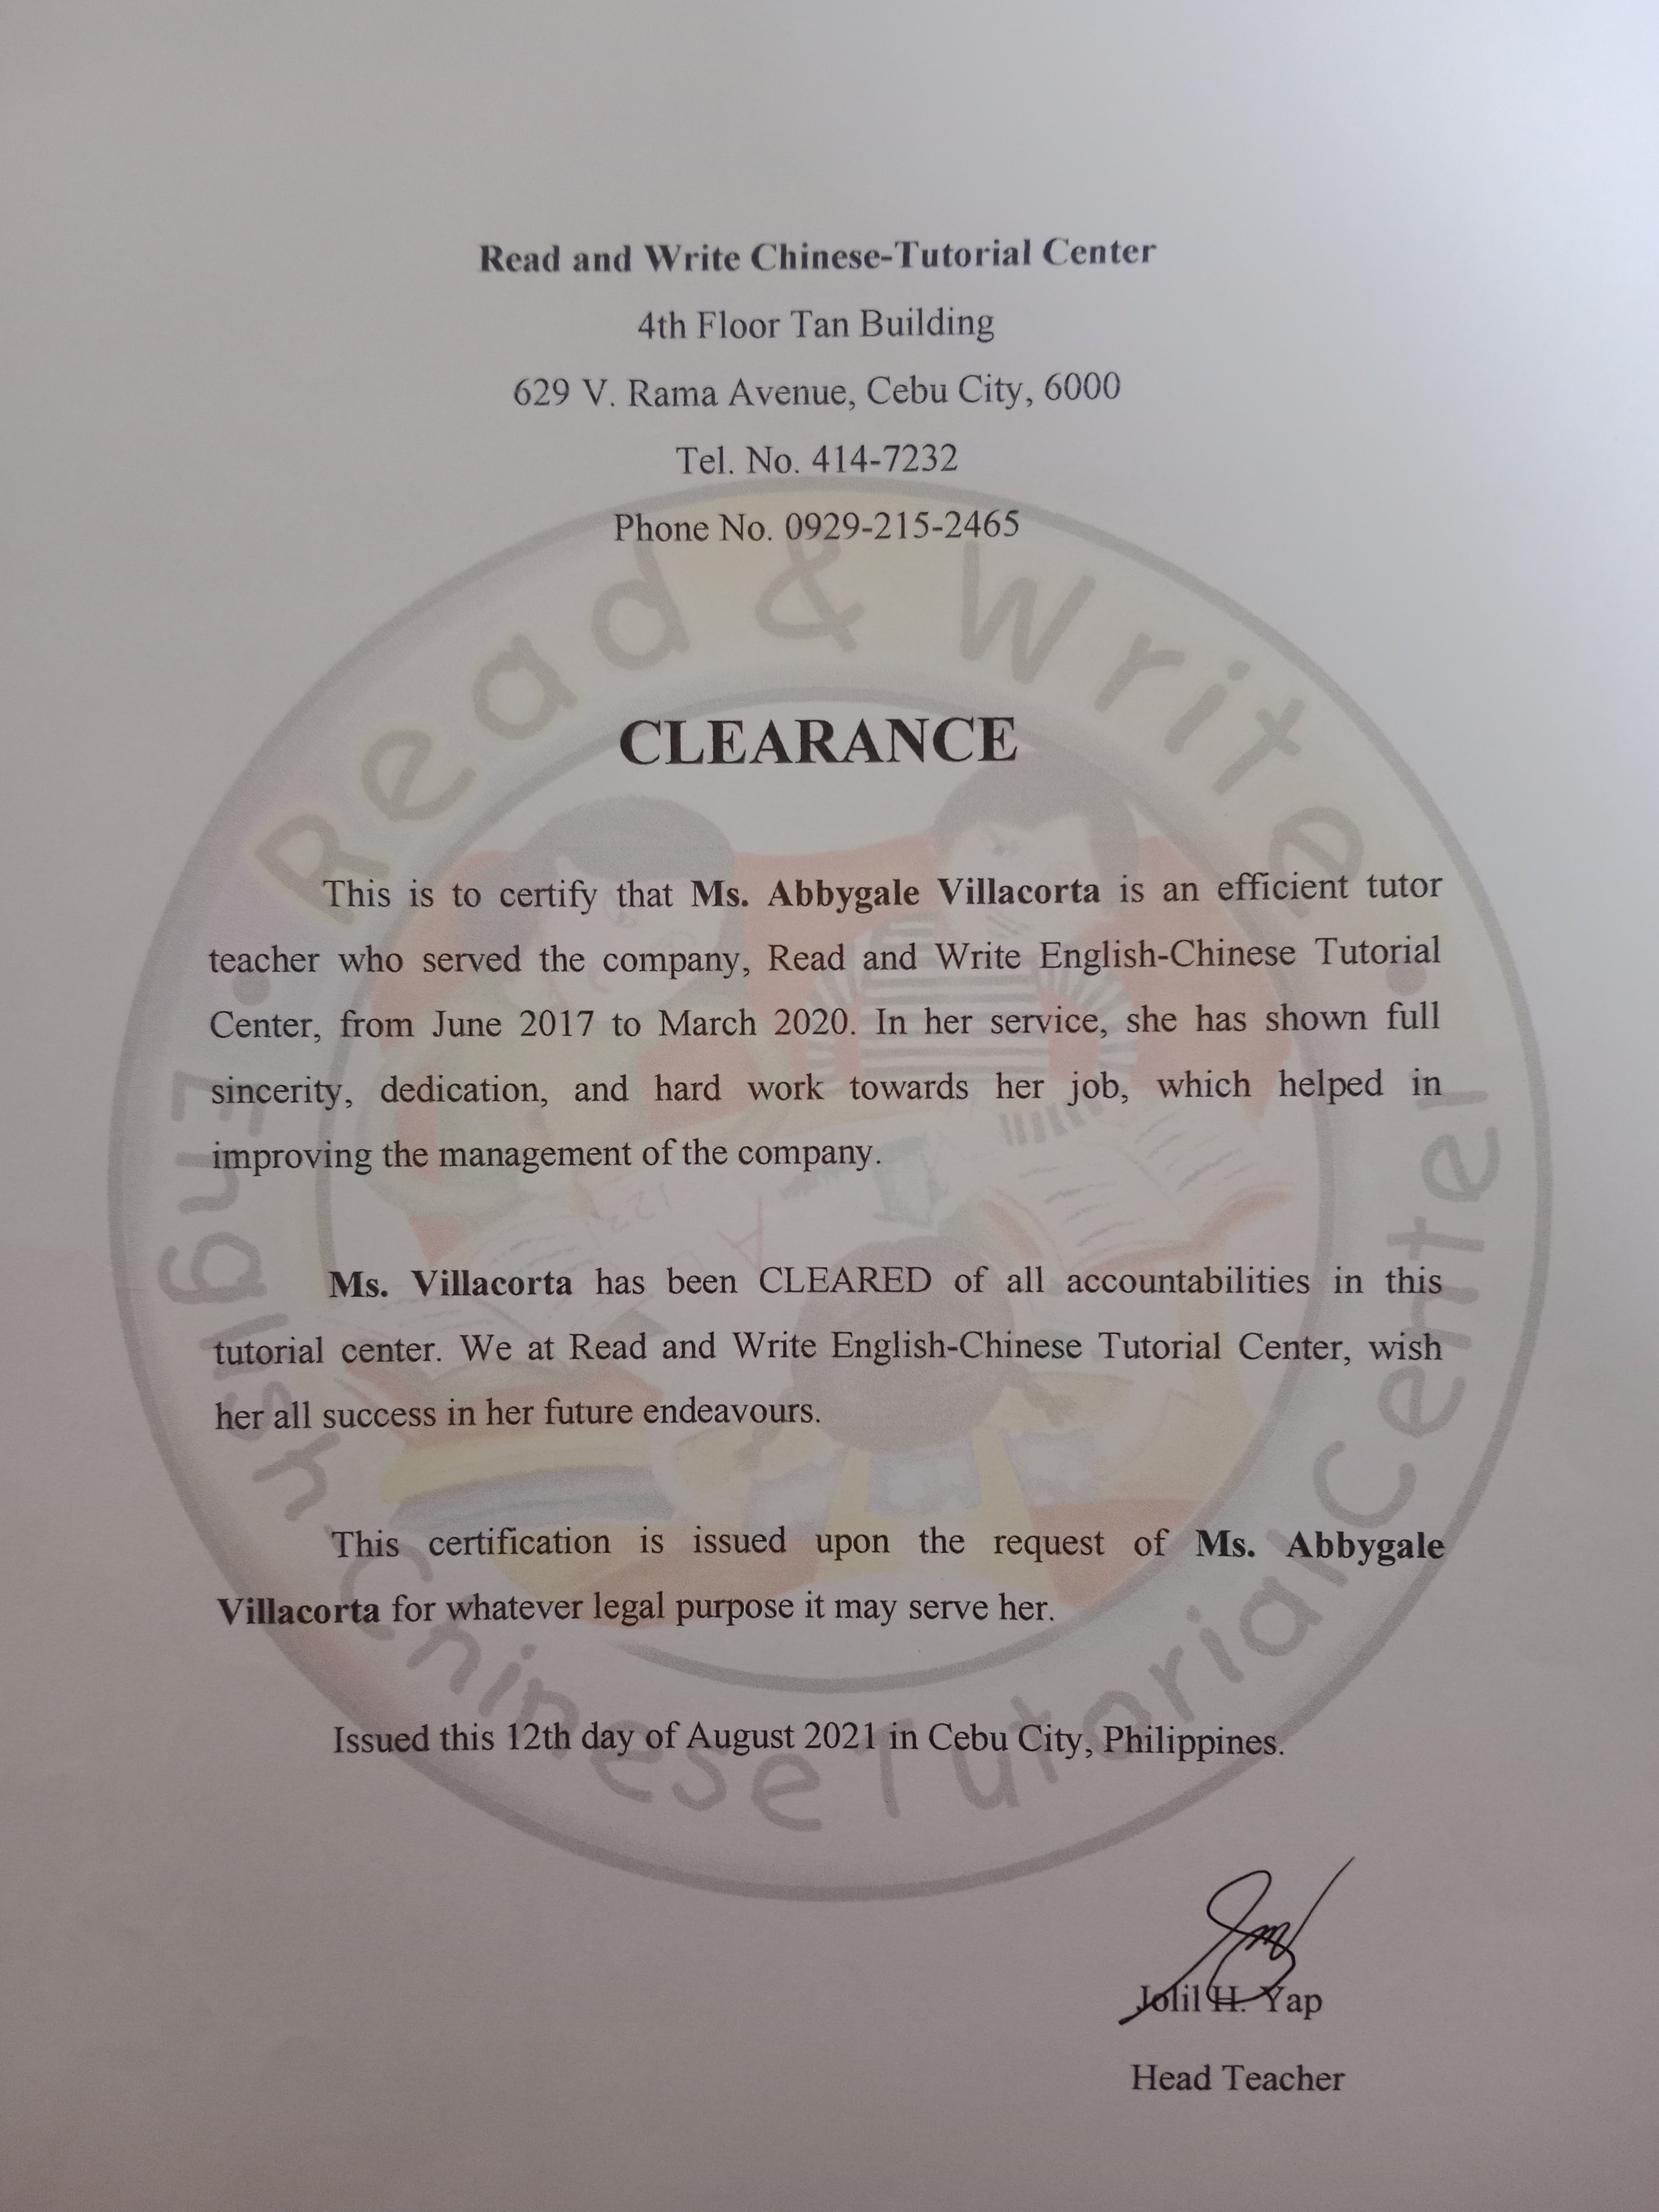 Read and Write Chinese-Tutorial Center
4th Floor Tan Building
629 V. Rama Avenue, Cebu City, 6000
Tel. No. 414-7232
Phone No. 0929-215-2465
Read & Write
English Chinese Tutorial Center
CLEARANCE
This is to certify that Ms. Abbygale Villacorta is an efficient tutor
teacher who served the company, Read and Write English-Chinese Tutorial
Center, from June 2017 to March 2020. In her service, she has shown full
sincerity, dedication, and hard work towards her job, which helped in
improving the management of the company.
Ms. Villacorta has been CLEARED of all accountabilities in this
tutorial center. We at Read and Write English-Chinese Tutorial Center, wish
her all success in her future endeavours.
This certification is issued upon the request of Ms. Abbygale
Villacorta for whatever legal purpose it may serve her.
Issued this 12th day of August 2021 in Cebu City, Philippines.
Jolil H. Yap
Head Teacher